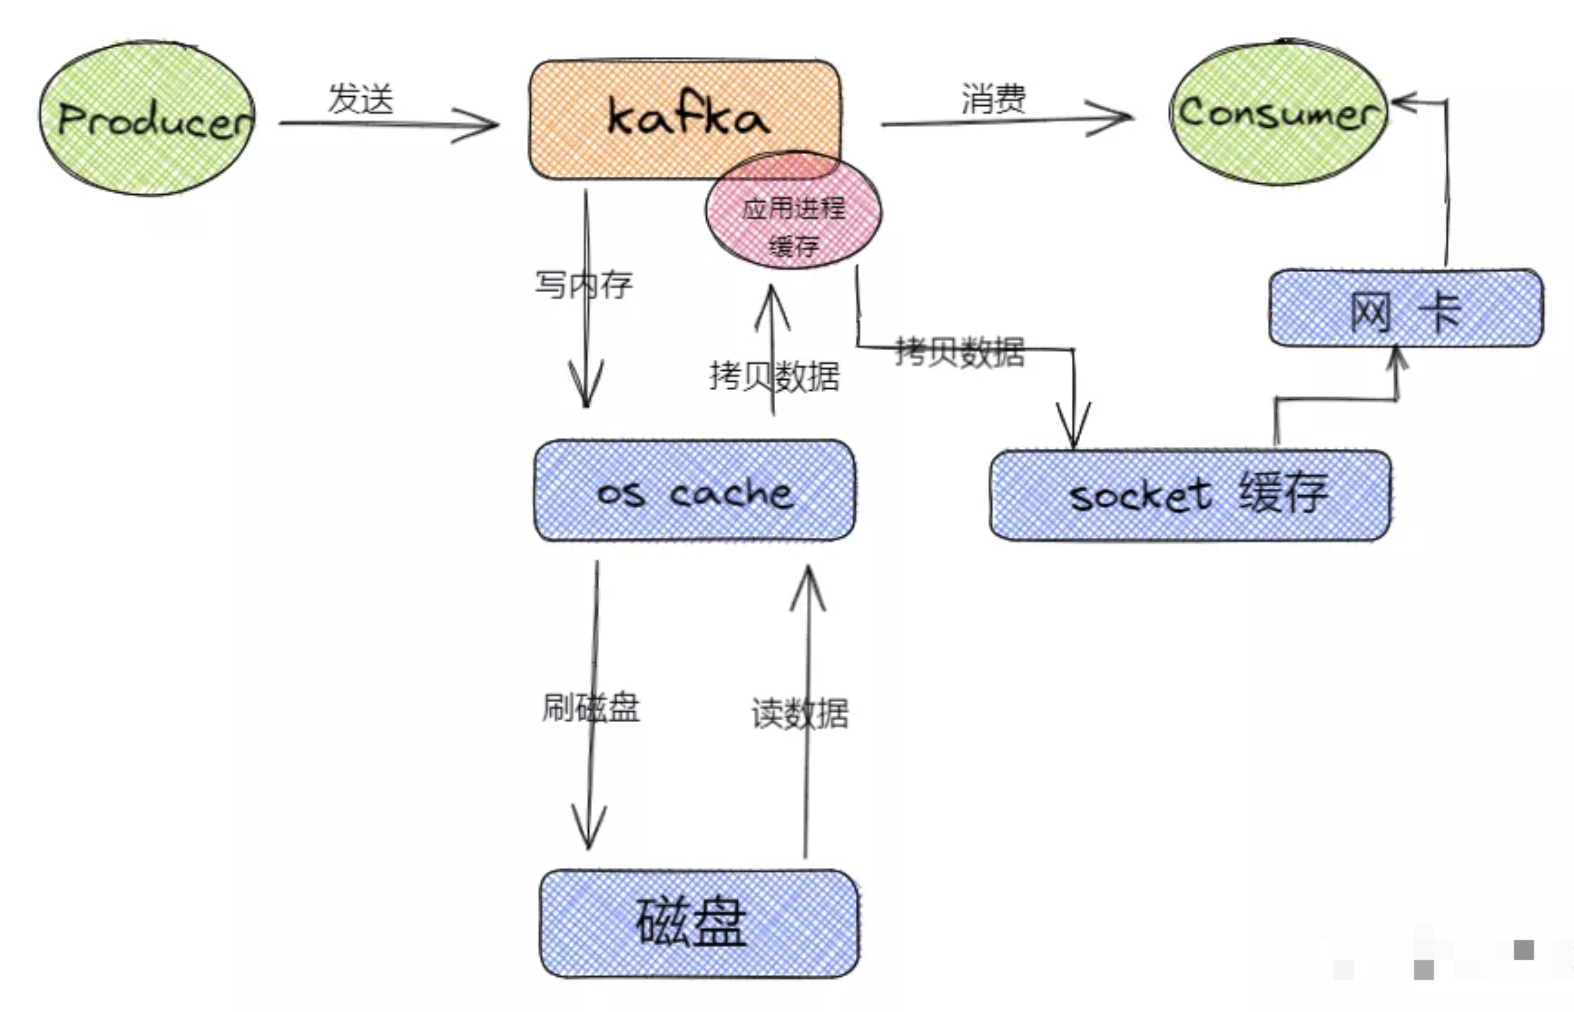 Producer
发送
kafka
消费
Consumer
应用进程
缓存
写内存
网 卡
拷贝数据
拷贝数据
os cache
socket 缓存
刷磁盘
读数据
磁盘